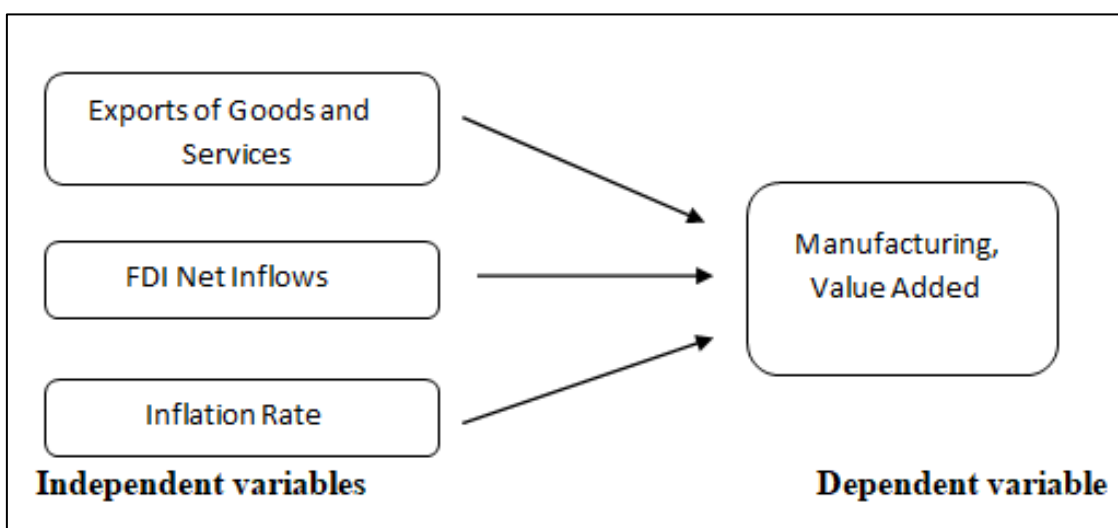 Exports of Goods and
Services
FDI Net Inflows
Inflation Rate
Independent variables
Manufacturing,
Value Added
Dependent variable